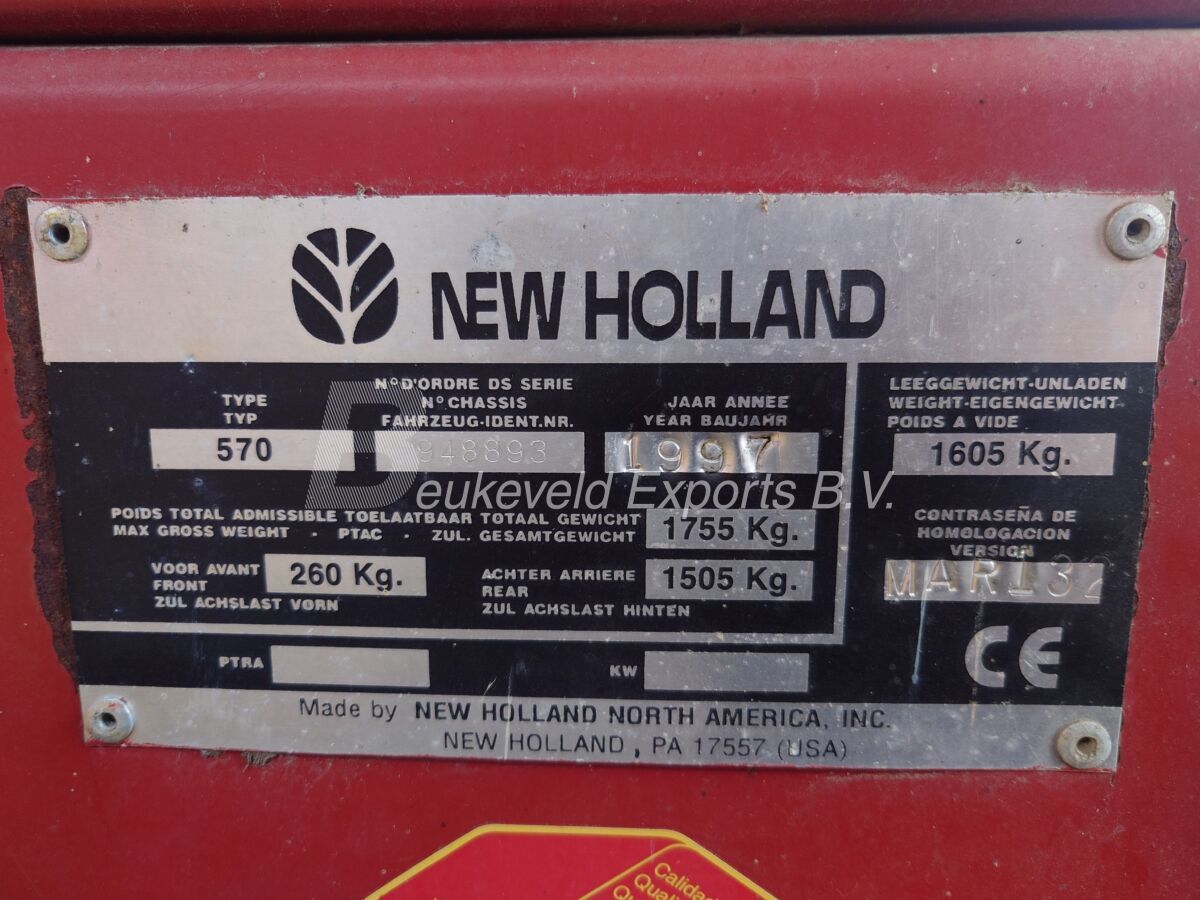 NEW HOLLAND
TYPE
TYP
570
N° D'ORDRE DS SERIE
N° CHASSIS
FAHRZEUG-IDENT.NR.
948893
JAAR ANNEE
YEAR BAUJAHR
1997
LEEGGEWICHT-UNLADEN
WEIGHT-EIGENGEWICHT-
POIDS A VIDE
1605 Kg.
Beukeveld Exports B.V.
POIDS TOTAL ADMISSIBLE TOELAATBAAR TOTAAL GEWICHT
MAX GROSS WEIGHT - PTAC - ZUL. GESAMTGEWICHT
1755 Kg.
CONTRASEÑA DE
HOMOLOGACION
VERSION
MAR132
VOOR AVANT
FRONT
ZUL ACHSLAST VORN
260 Kg.
ACHTER ARRIERE
REAR
ZUL ACHSLAST HINTEN
1505 Kg.
PTRA
KW
CE
Made by NEW HOLLAND NORTH AMERICA, INC.
NEW HOLLAND, PA 17557 (USA)